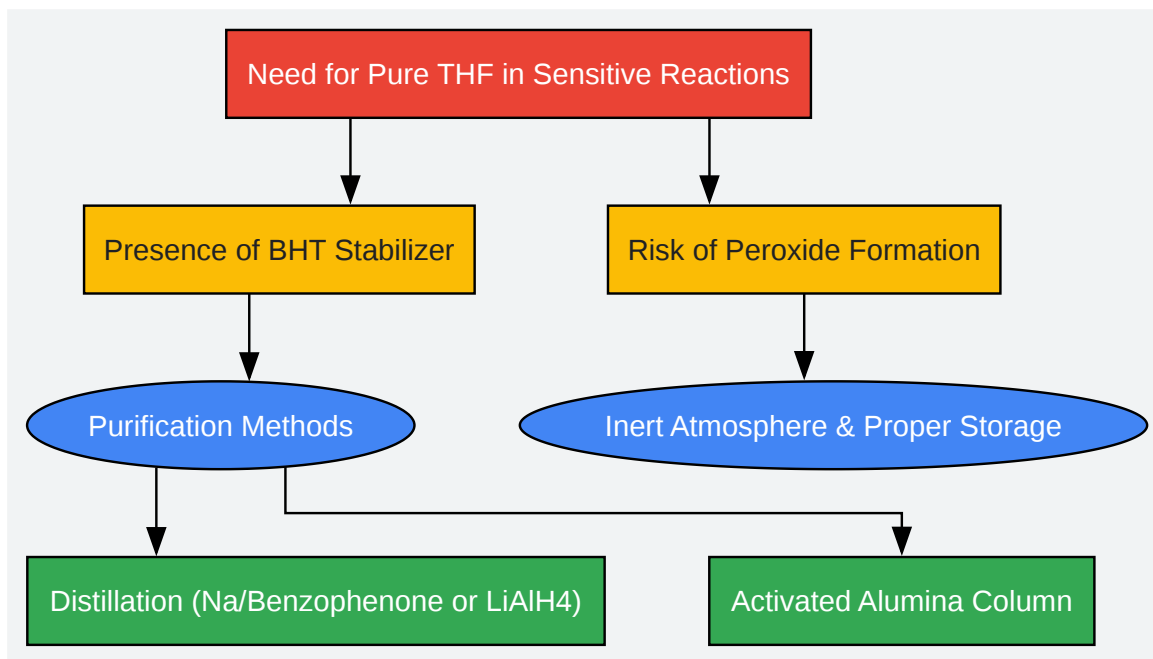 Need for Pure THF in Sensitive Reactions
Presence of BHT Stabilizer
Risk of Peroxide Formation
Purification Methods
Inert Atmosphere & Proper Storage
Distillation (Na/Benzophenone or LiAlH4)
Activated Alumina Column